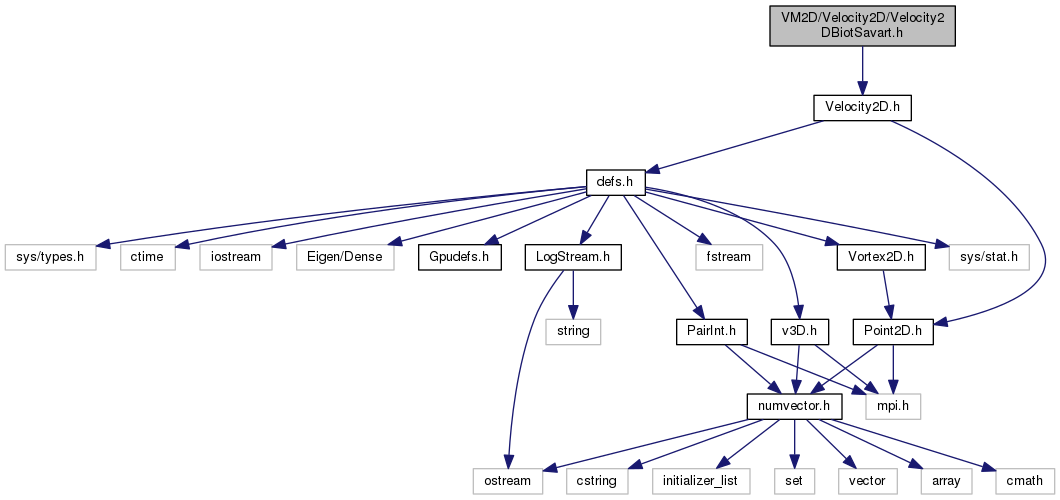 VM2D/Velocity2D/Velocity2
DBiotSavart.h
Velocity2D.h
defs.h
sys/types.h
ctime
iostream
Eigen/Dense
Gpudefs.h
LogStream.h
fstream
Vortex2D.h
sys/stat.h
string
PairInt.h
v3D.h
Point2D.h
numvector.h
mpi.h
ostream
cstring
initializer_list
set
vector
array
cmath